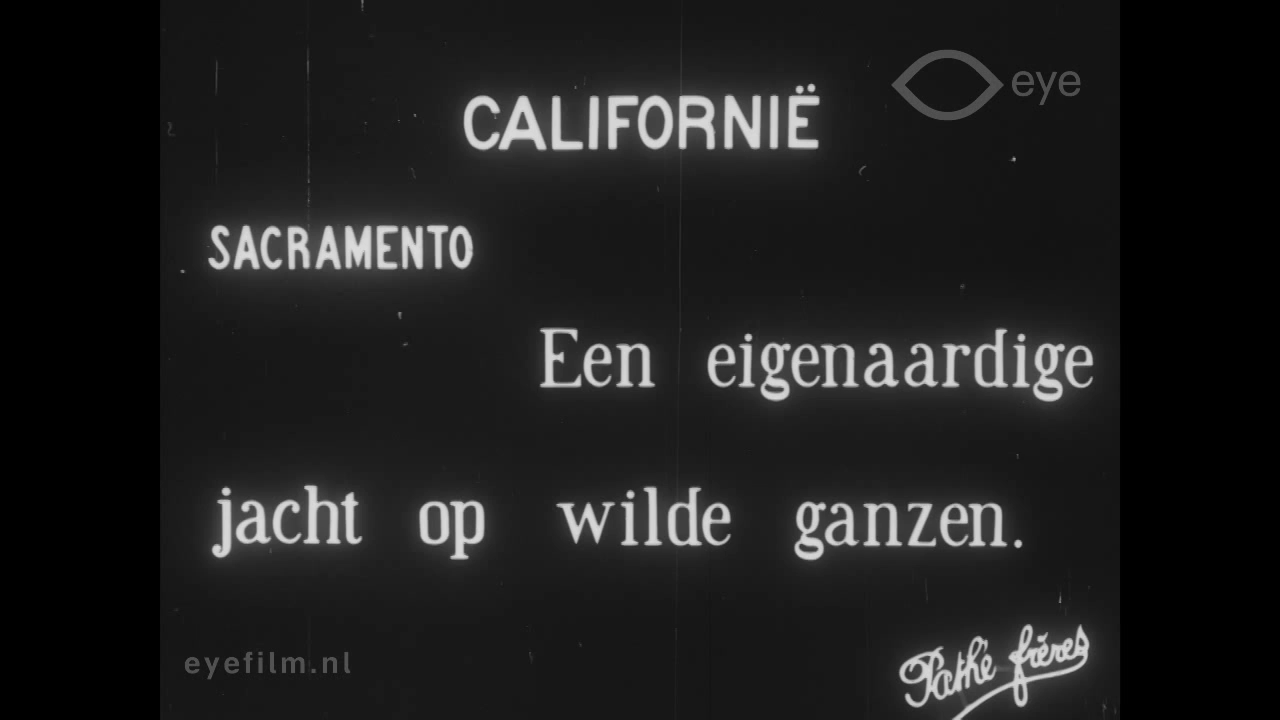 eye
CALIFORNIË
SACRAMENTO
Een eigenaardige
jacht op wilde ganzen.
eyefilm.nl
Pathé frères